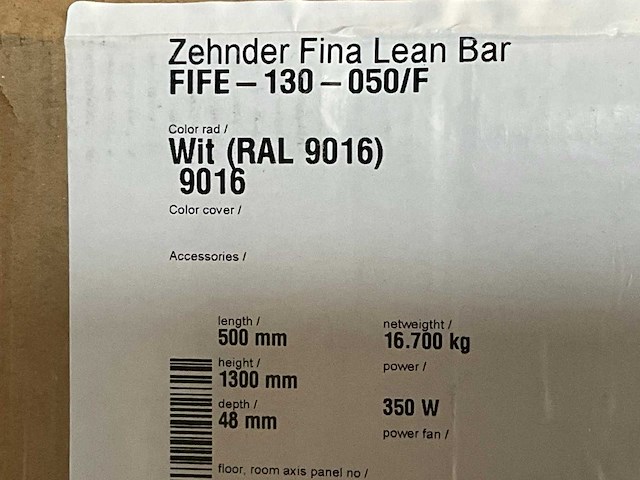 Zehnder Fina Lean Bar
FIFE – 130 – 050/F
Color rad /
Wit (RAL 9016)
9016
Color cover /
Accessories /
length /
500 mm
height /
1300 mm
depth /
48 mm
netweigtht /
16.700 kg
power /
350 W
power fan /
floor, room axis panel no /